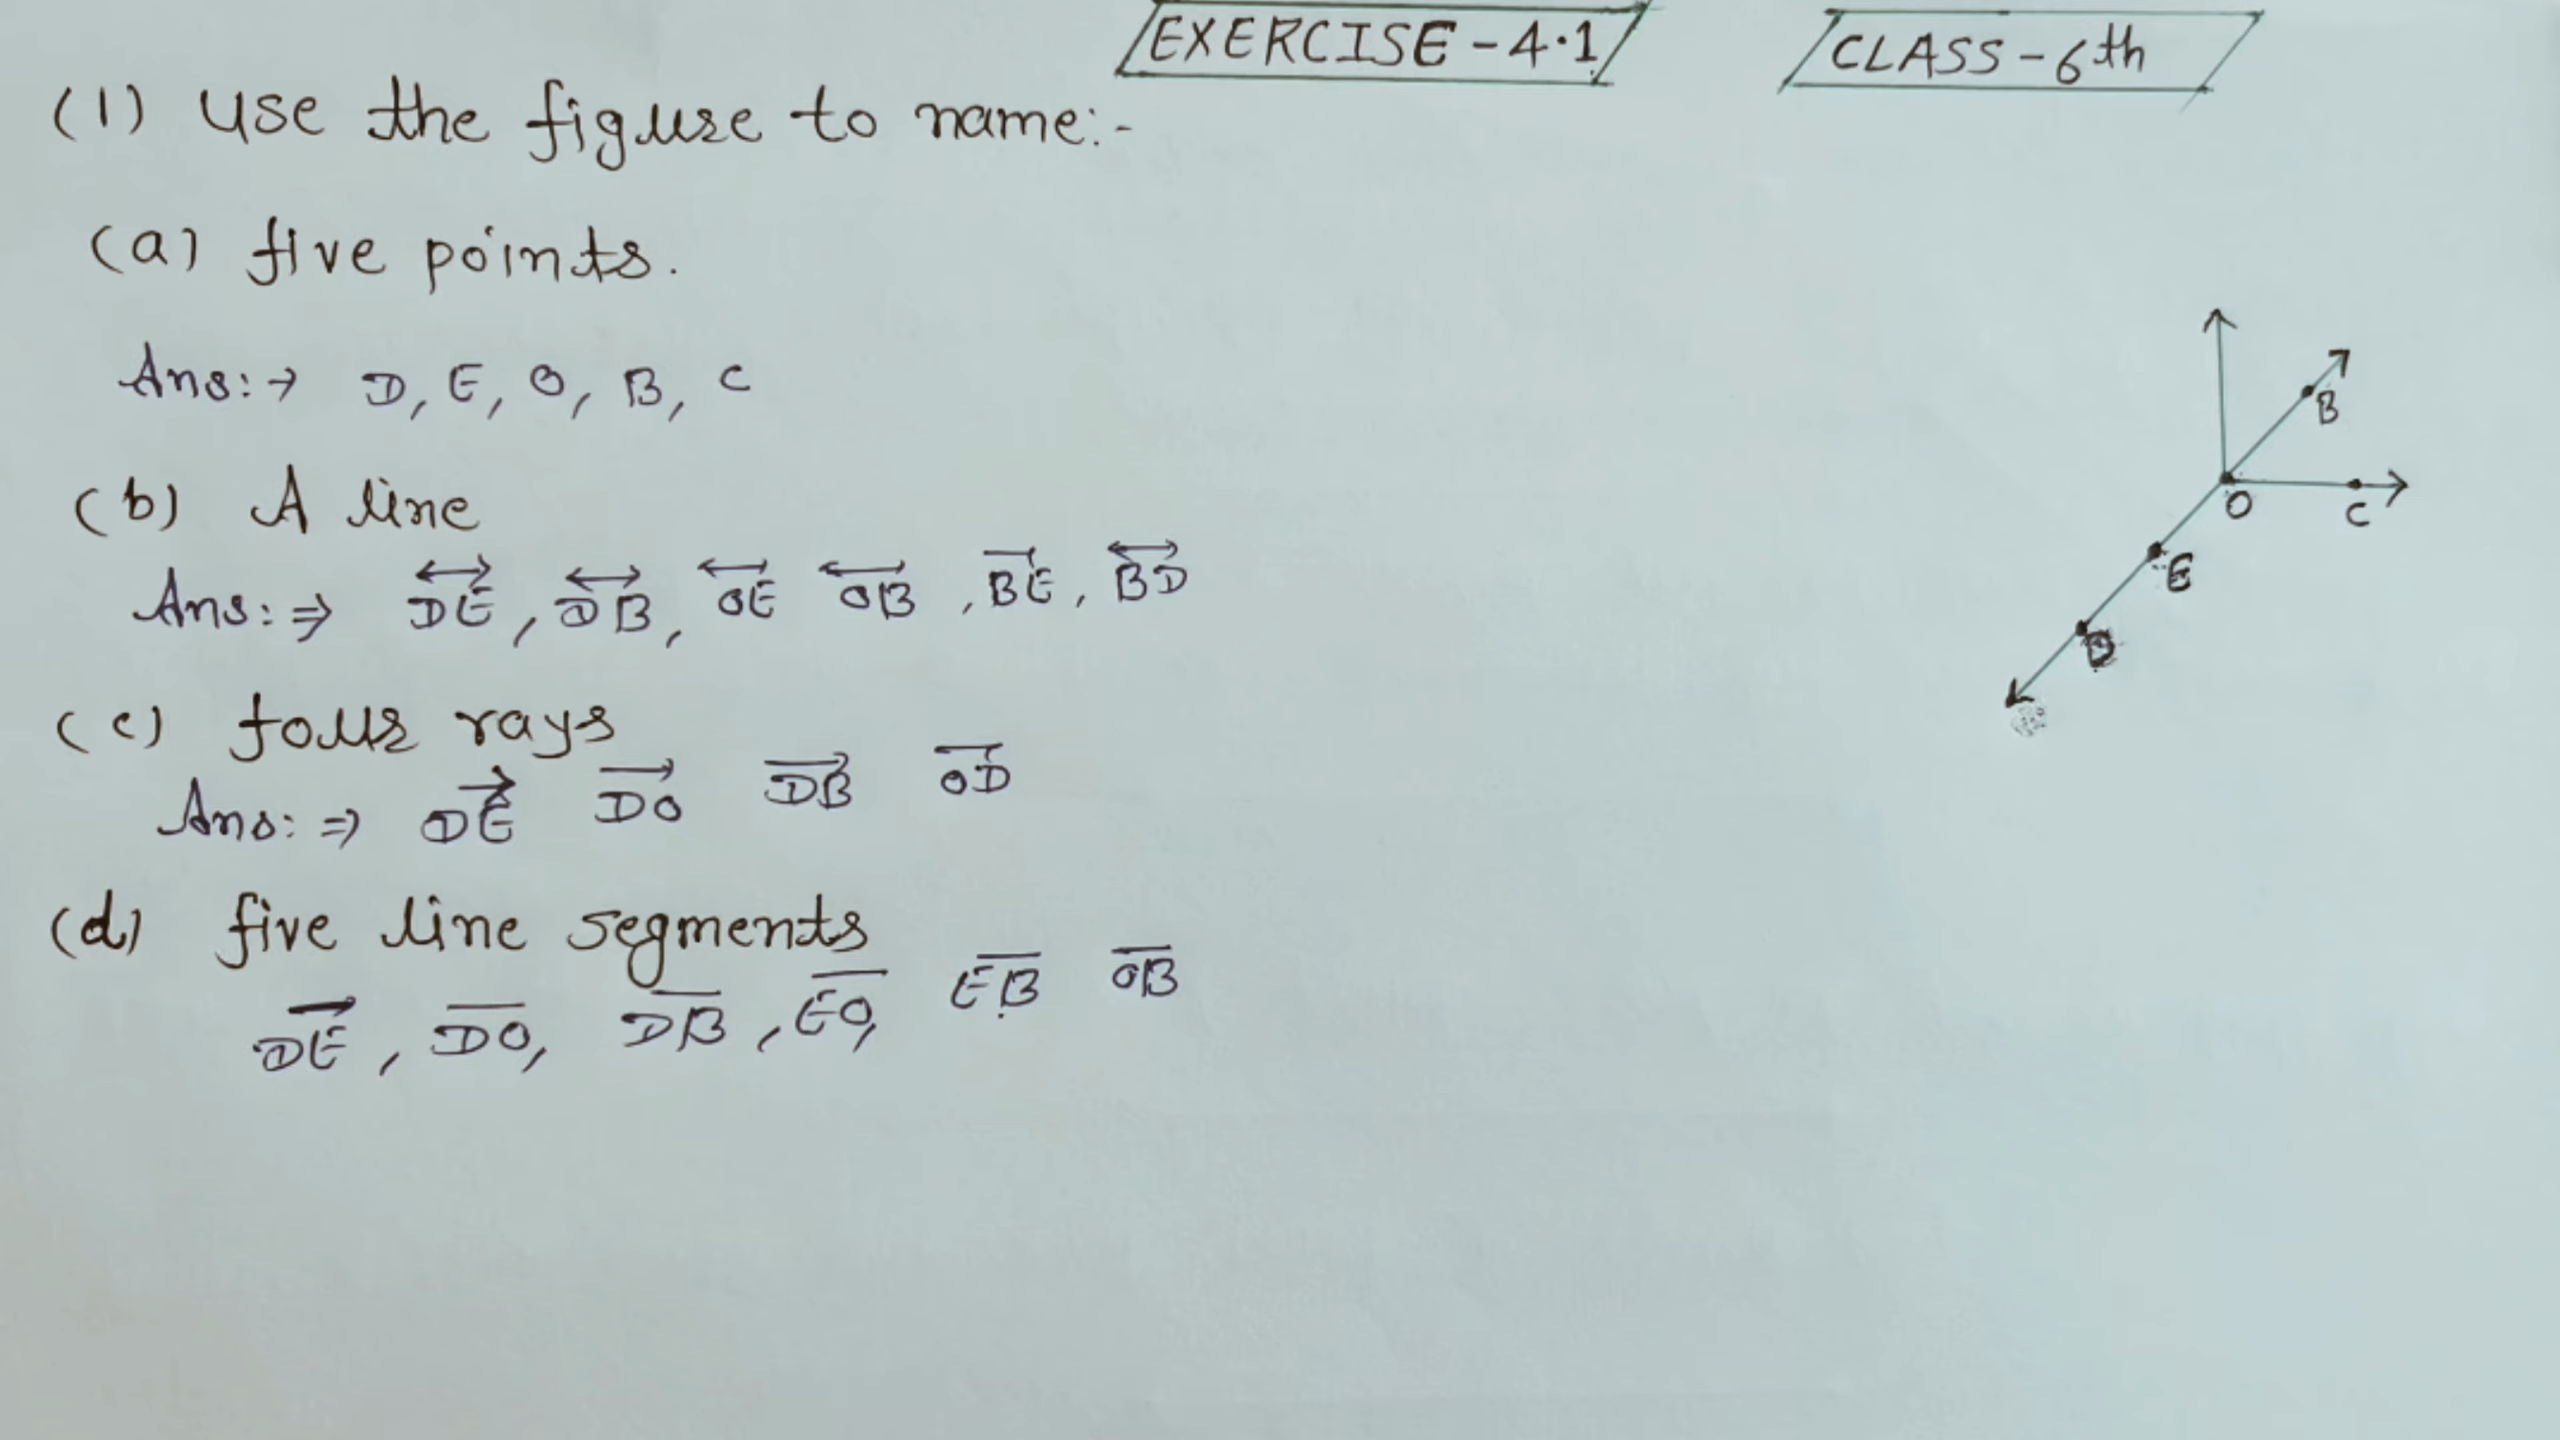 EXERCISE-4.1 CLASS-6th
(1) Use the figure to name:-
(a) five points.
Ans:→ D, E, O, B, C
(b) A line
Ans:⇒ DE, DB, OE OB, BE, BD
(c) four rays
Ans:⇒ DE DO DB OD
(d) five line segments
DE, DO, DB, EO, EB OB
B
O
C
E
D